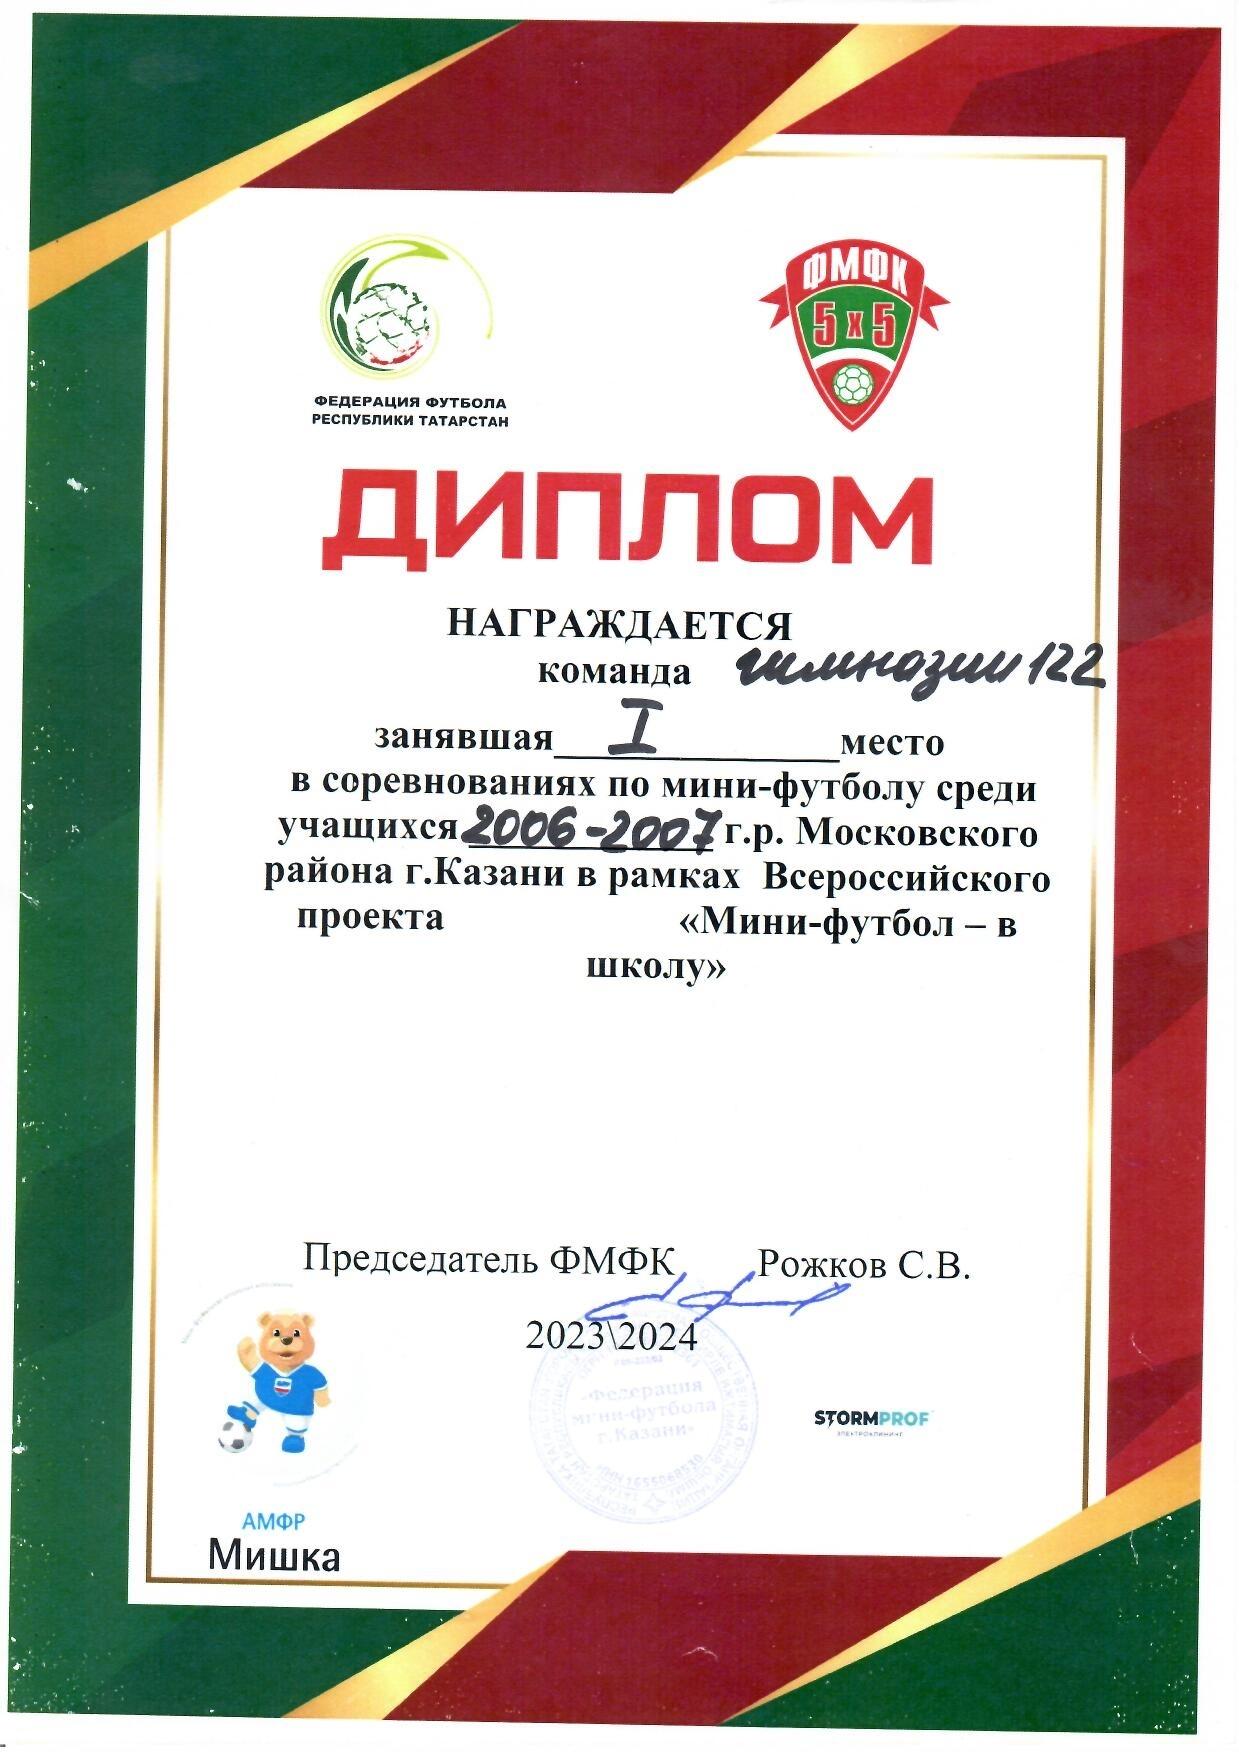 ФМФК
5 х 5
ФЕДЕРАЦИЯ ФУТБОЛА
РЕСПУБЛИКИ ТАТАРСТАН
ДИПЛОМ
НАГРАЖДАЕТСЯ
команда гимназии 122
занявшая I место
в соревнованиях по мини-футболу среди
учащихся 2006-2007 г.р. Московского
района г.Казани в рамках Всероссийского
проекта «Мини-футбол – в
школу»
Председатель ФМФК Рожков С.В.
2023\2024
«Федерация
мини-футбола
г.Казани»
STORMPROF
ЭЛЕКТРОКЛИНИНГ
АМФР
Мишка